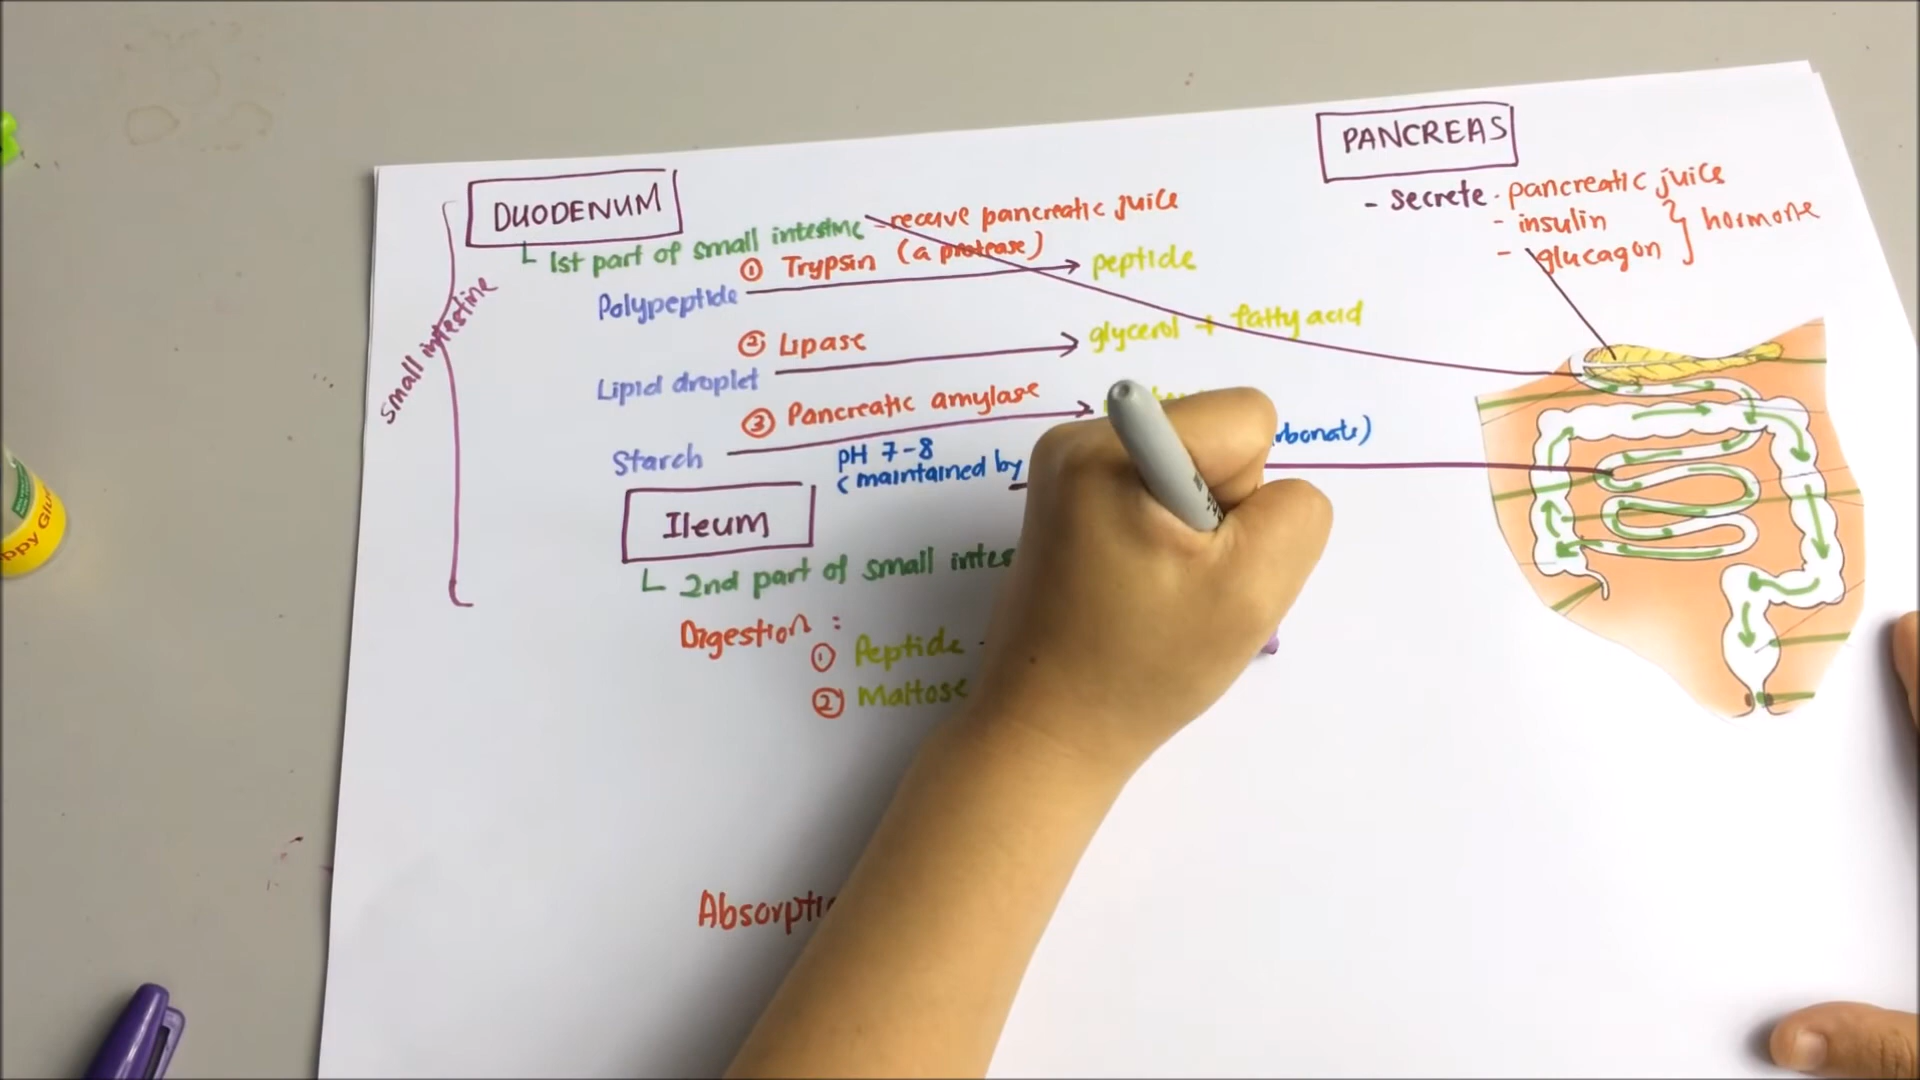 DUODENUM
1st part of small intestine - receive pancreatic juice
① Trypsin (a protease)
Polypeptide
peptide
② Lipase
Lipid droplet
glycerol + fatty acid
③ Pancreatic amylase
Starch
pH 7-8
(maintained by
rbonate)
small intestine
Ileum
2nd part of small intes
Digestion :
① Peptide
② Maltose
Absorpti
PANCREAS
- secrete - pancreatic juice
- insulin
- glucagon } hormone